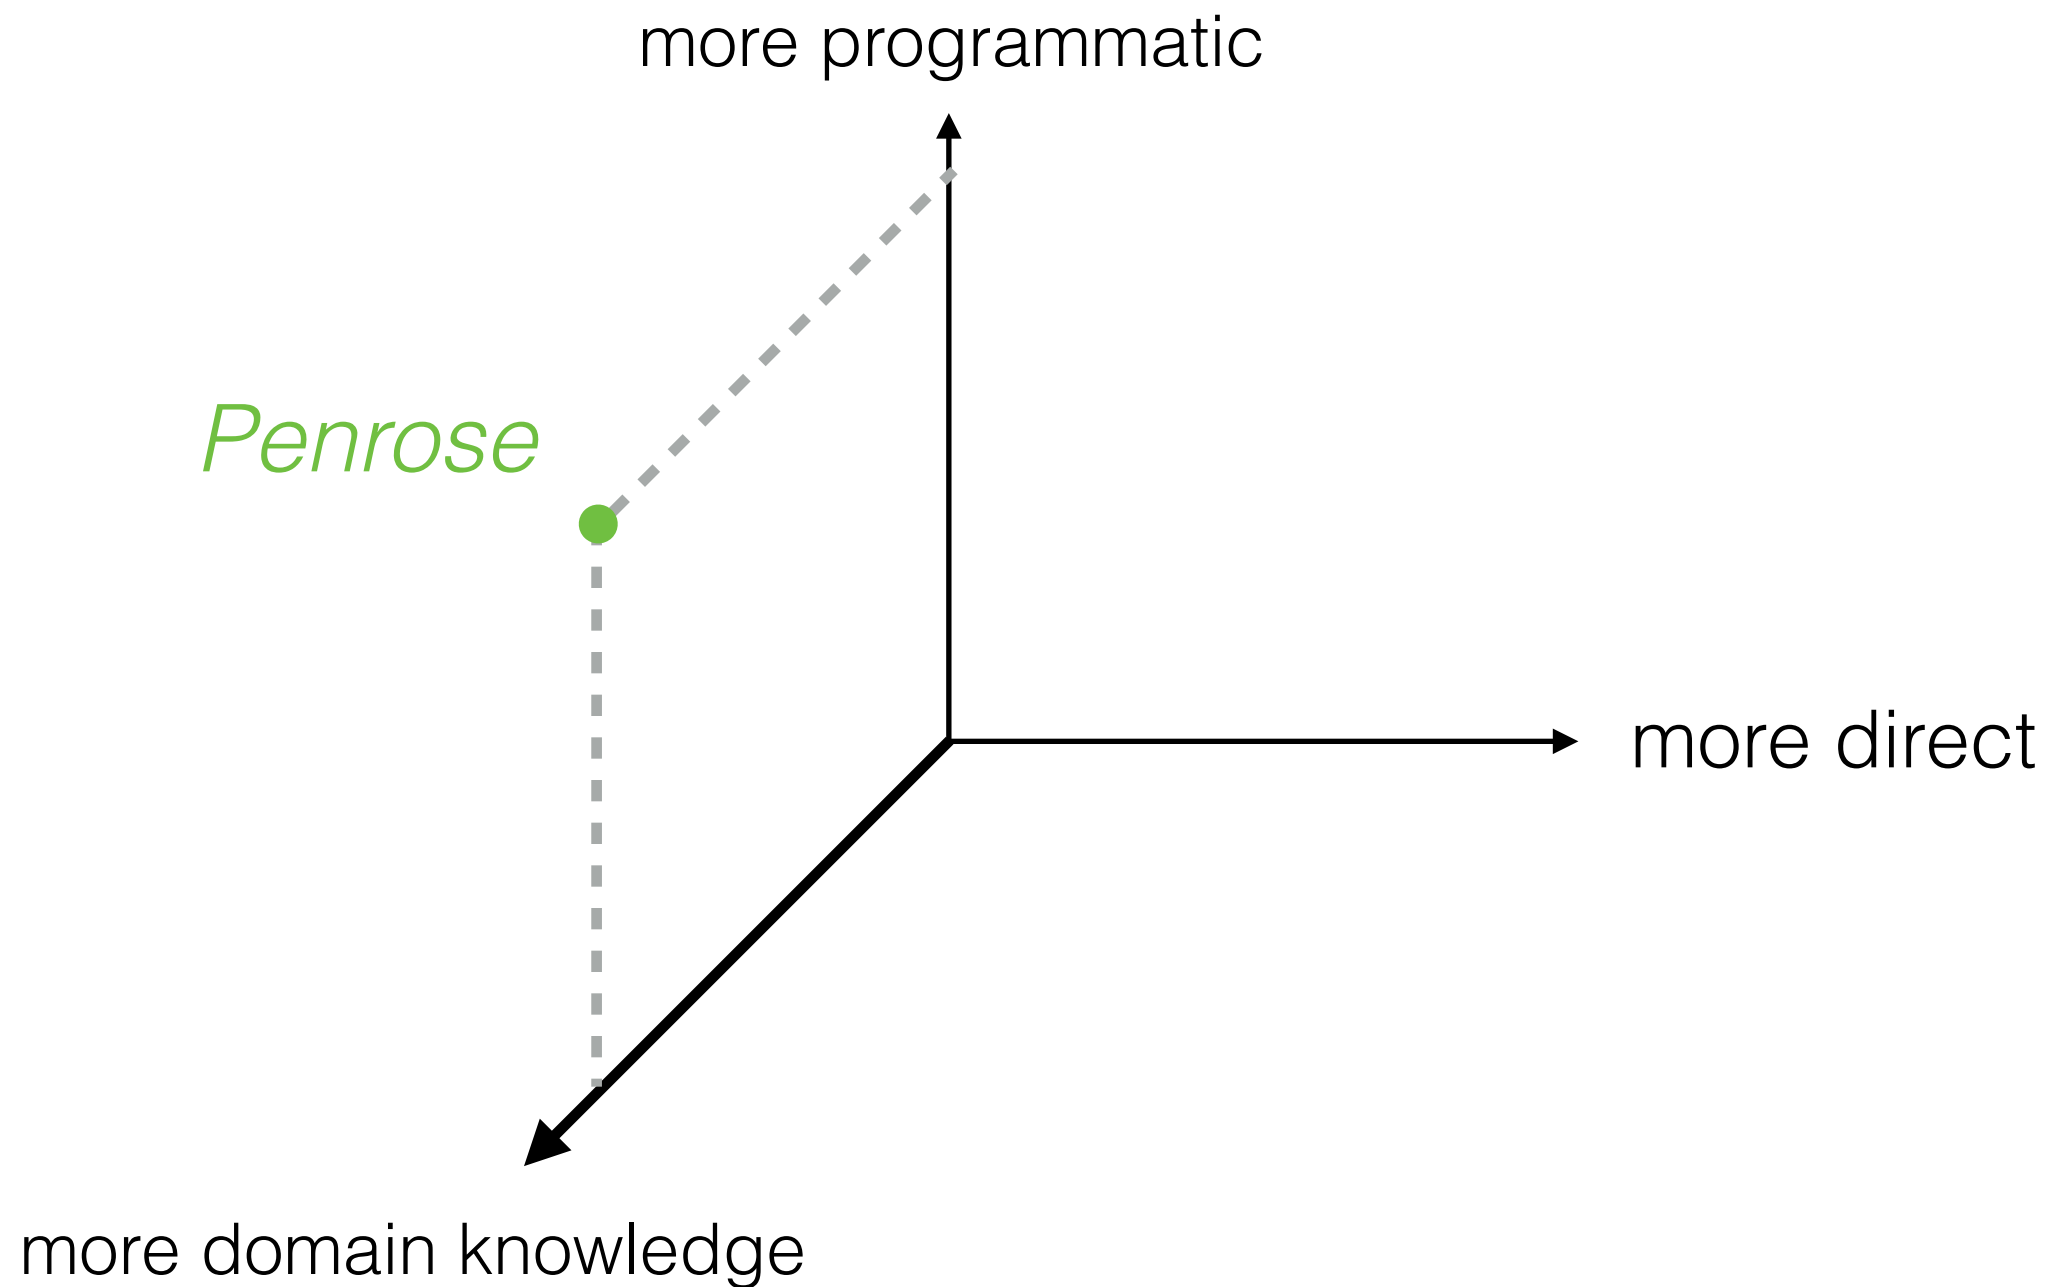 more programmatic
Penrose
more direct
more domain knowledge